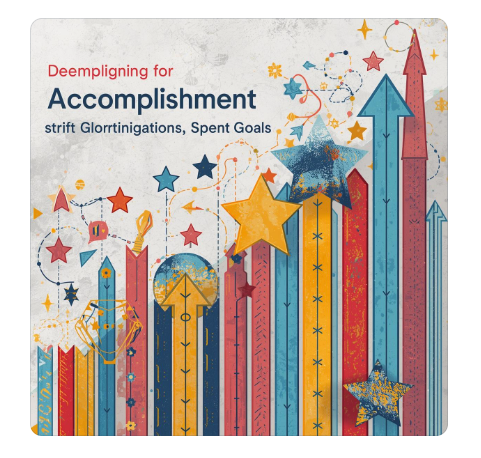 Deempligning for
Accomplishment
strift Glorrtinigations, Spent Goals